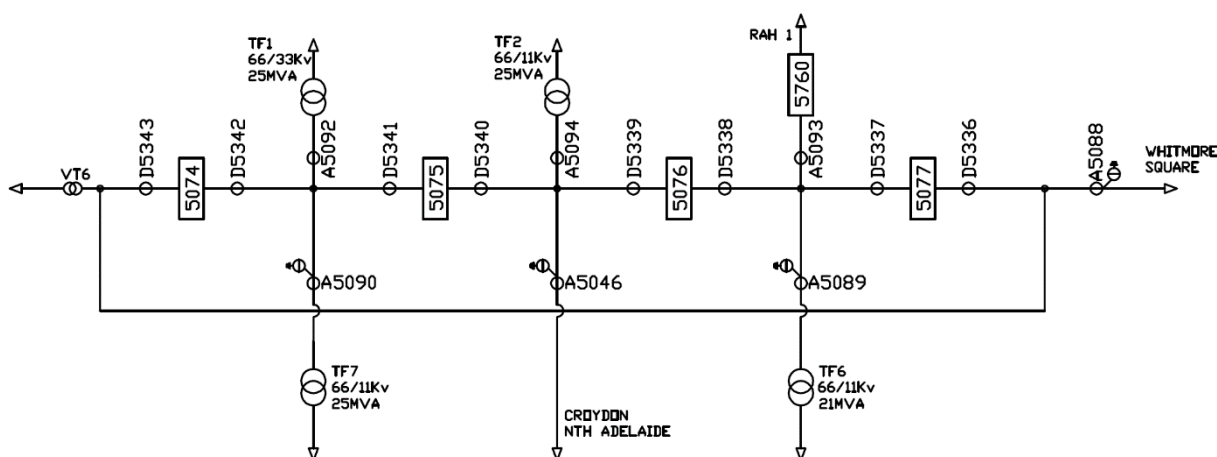 TF1
66/33Kv
25MVA
TF2
66/11Kv
25MVA
RAH 1
5760
D5343
D5342
A5092
D5341
D5340
A5094
D5339
D5338
A5093
D5337
D5336
A5088
WHITMORE
SQUARE
VT6
5074
5075
5076
5077
A5090
A5046
A5089
TF7
66/11Kv
25MVA
CROYDON
NTH ADELAIDE
TF6
66/11Kv
21MVA